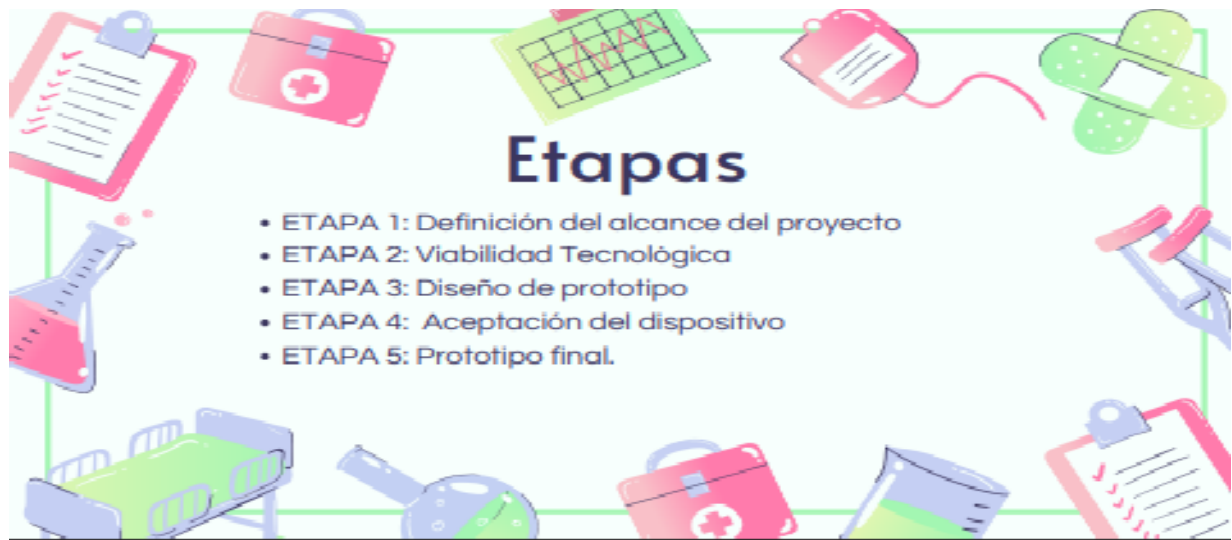 Etapas
• ETAPA 1: Definición del alcance del proyecto
• ETAPA 2: Viabilidad Tecnológica
• ETAPA 3: Diseño de prototipo
• ETAPA 4:  Aceptación del dispositivo
• ETAPA 5: Prototipo final.